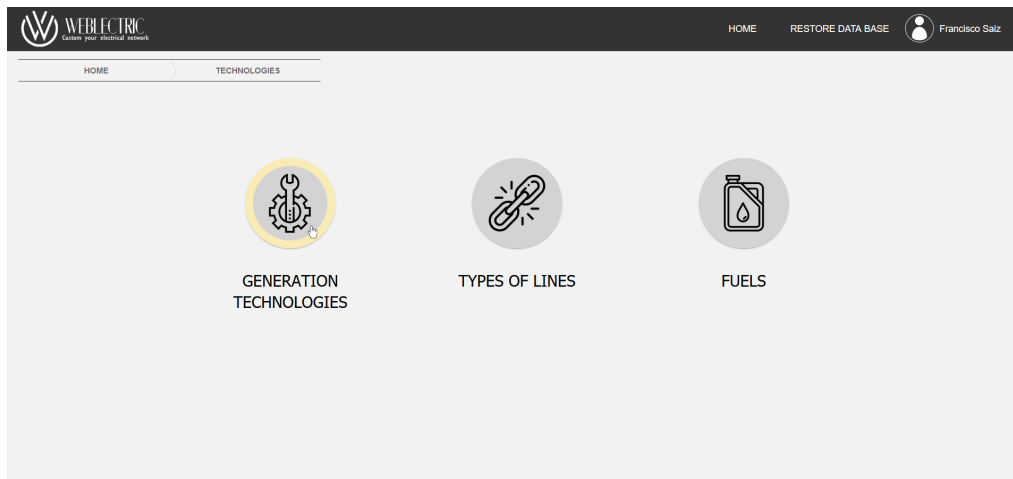 WEBLECTRIC
Custom your electrical network
HOME
RESTORE DATA BASE
Francisco Saiz
HOME
TECHNOLOGIES
GENERATION
TECHNOLOGIES
TYPES OF LINES
FUELS